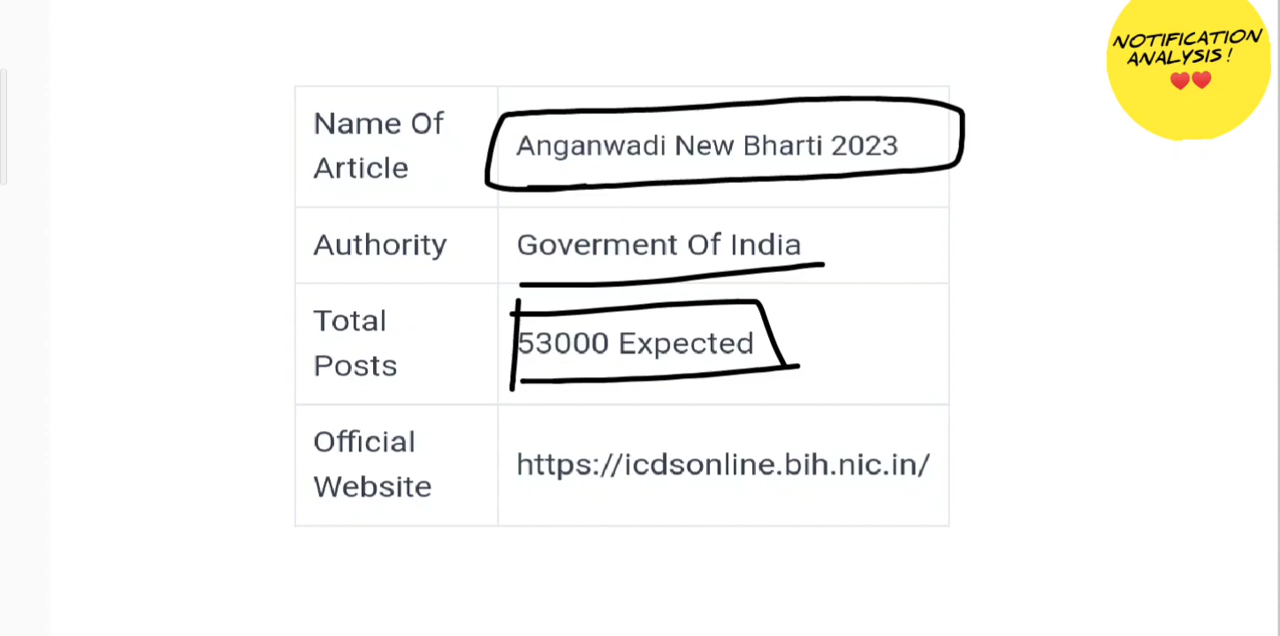 NOTIFICATION
ANALYSIS!
Name Of
Article
Anganwadi New Bharti 2023
Authority
Goverment Of India
Total
Posts
53000 Expected
Official
Website
https://icdsonline.bih.nic.in/